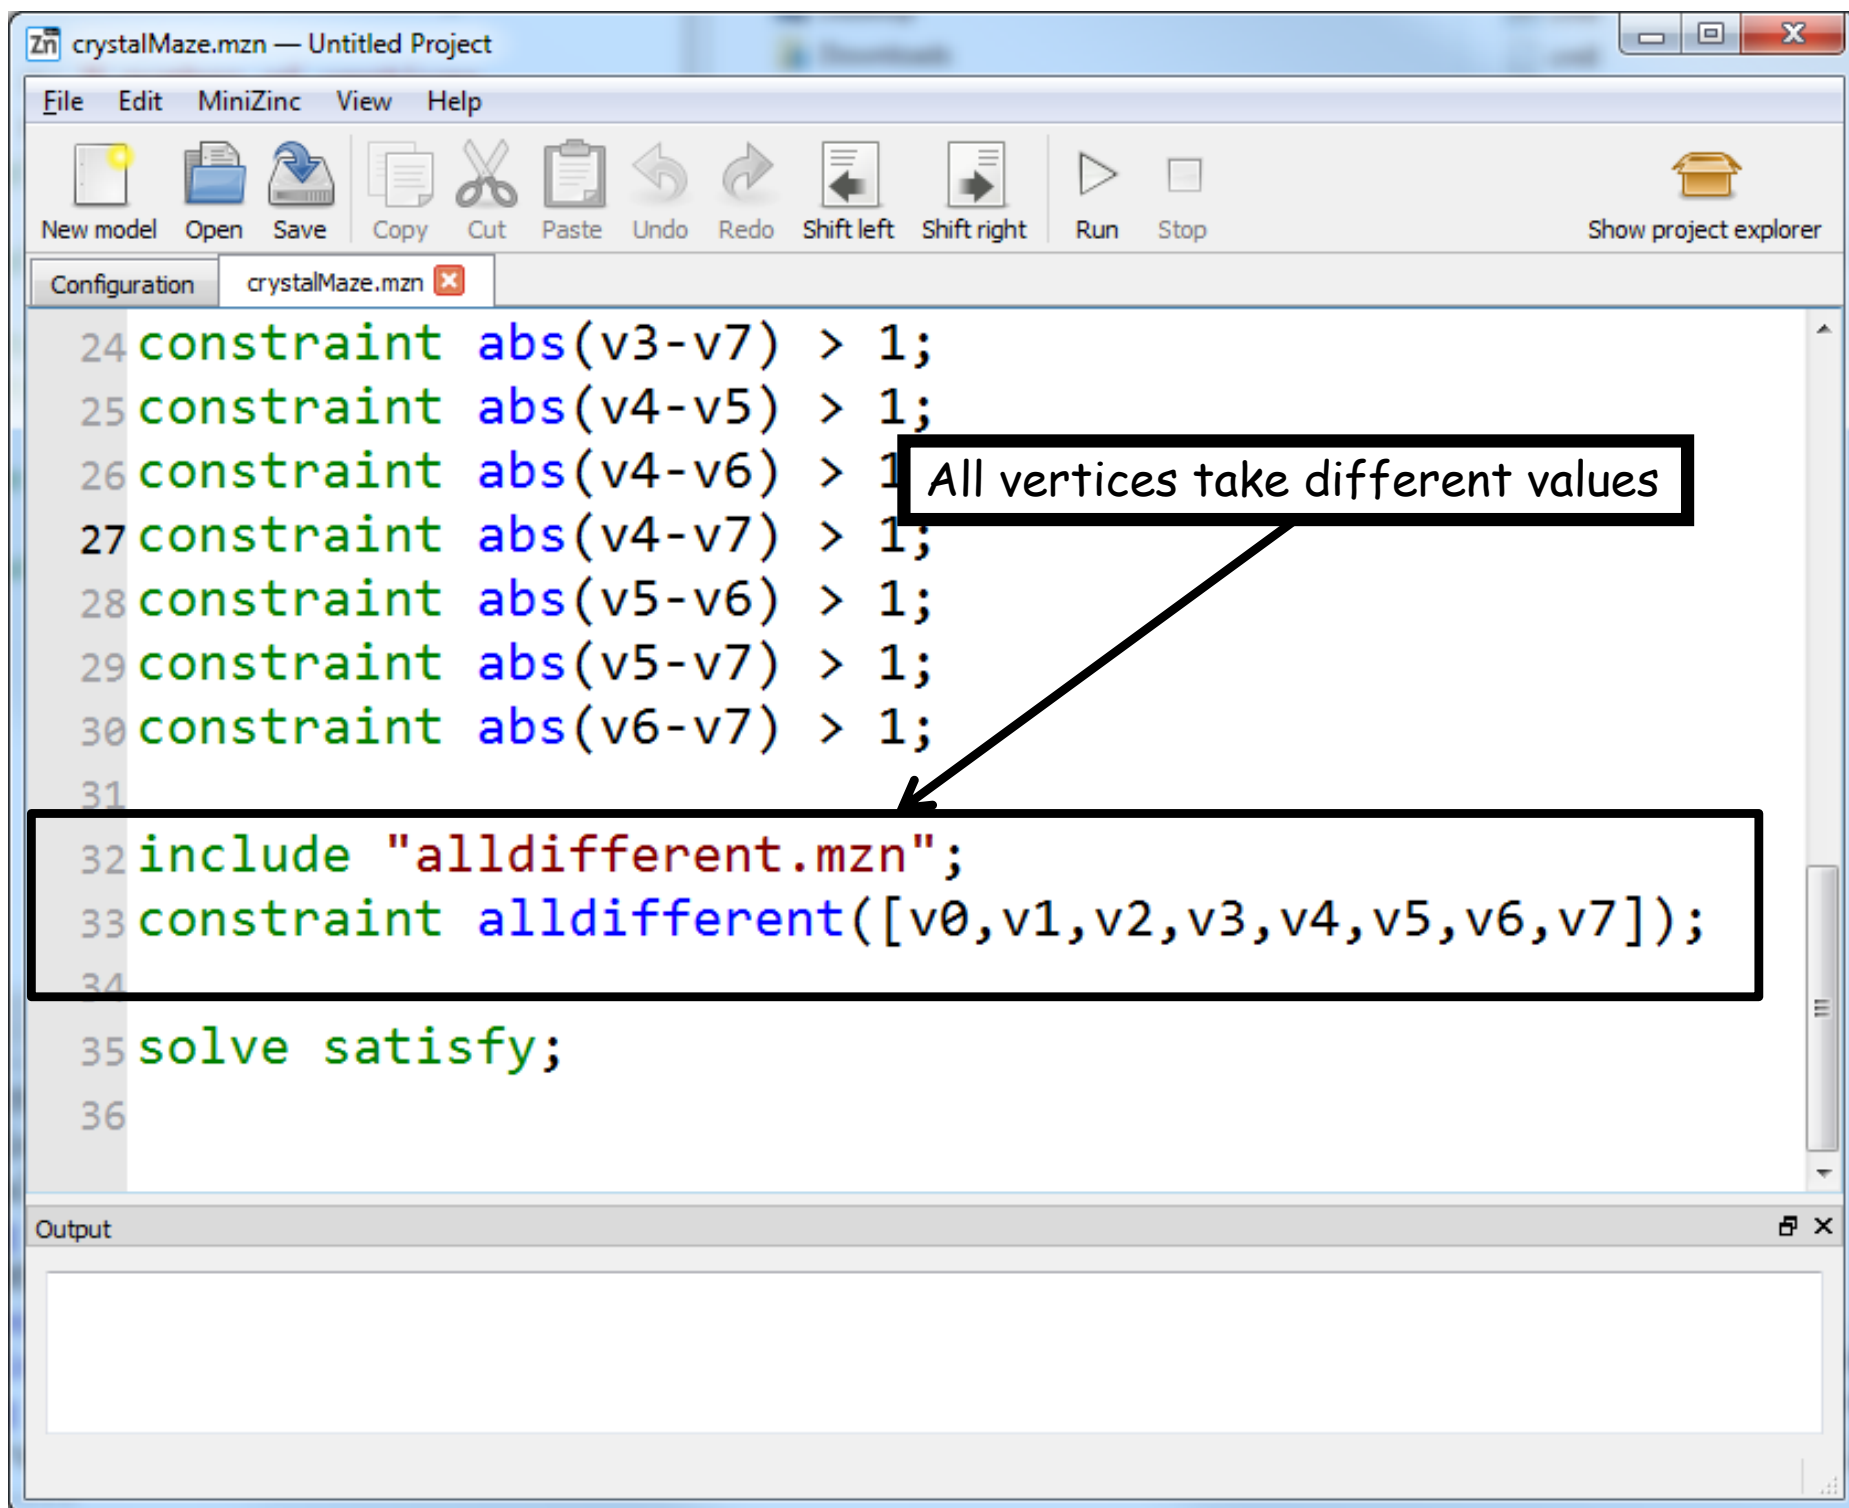 Zn crystalMaze.mzn — Untitled Project
File Edit MiniZinc View Help
New model Open Save Copy Cut Paste Undo Redo Shift left Shift right Run Stop Show project explorer
Configuration crystalMaze.mzn
24 constraint abs(v3-v7) > 1;
25 constraint abs(v4-v5) > 1;
26 constraint abs(v4-v6) > 1
All vertices take different values
27 constraint abs(v4-v7) > 1;
28 constraint abs(v5-v6) > 1;
29 constraint abs(v5-v7) > 1;
30 constraint abs(v6-v7) > 1;
31
32 include "alldifferent.mzn";
33 constraint alldifferent([v0,v1,v2,v3,v4,v5,v6,v7]);
34
35 solve satisfy;
36
Output